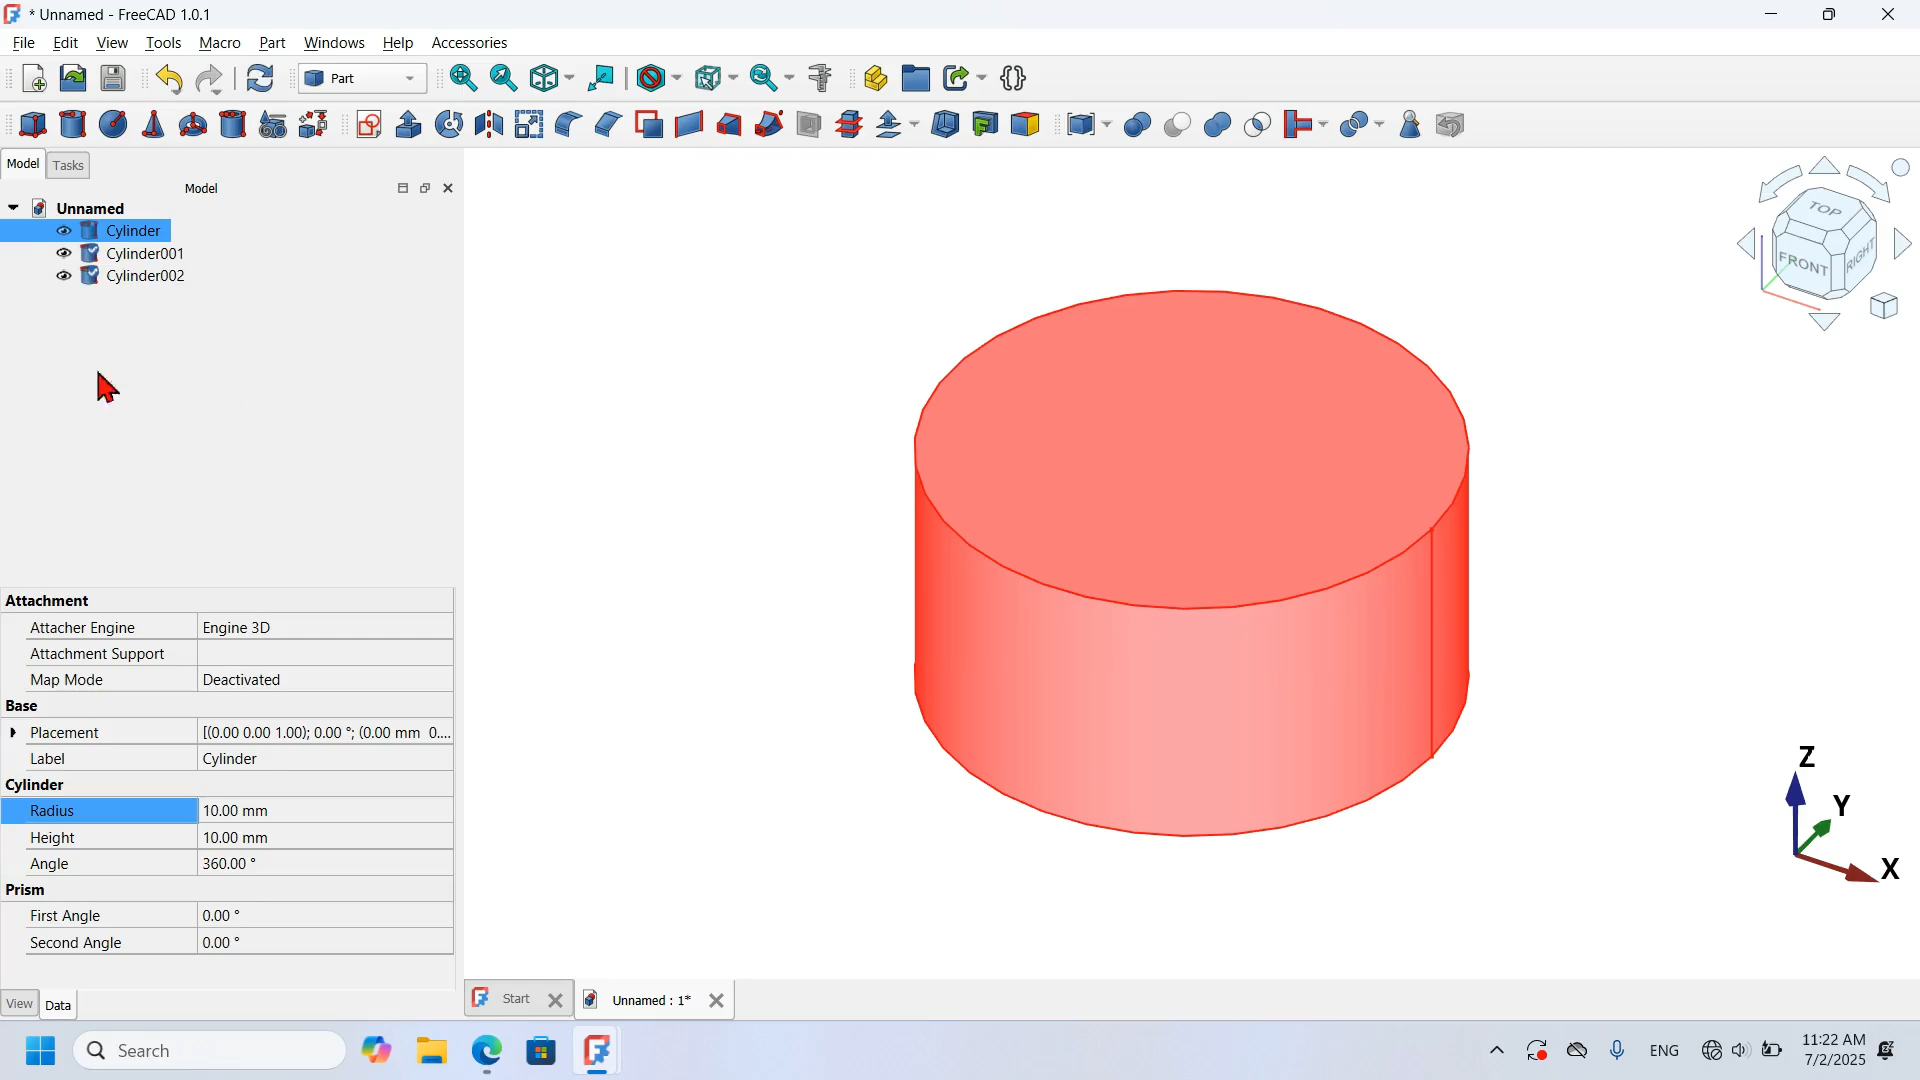 * Unnamed - FreeCAD 1.0.1
File Edit View Tools Macro Part Windows Help Accessories
Part
Model Tasks
Model
Unnamed
Cylinder
Cylinder001
Cylinder002
TOP
FRONT
RIGHT
Attachment
Attacher Engine Engine 3D
Attachment Support
Map Mode Deactivated
Base
Placement [(0.00 0.00 1.00); 0.00 °; (0.00 mm 0....
Label Cylinder
Cylinder
Radius 10.00 mm
Height 10.00 mm
Angle 360.00 °
Prism
First Angle 0.00 °
Second Angle 0.00 °
Z
Y
X
View Data
Start
Unnamed : 1*
Search
ENG
11:22 AM
7/2/2025